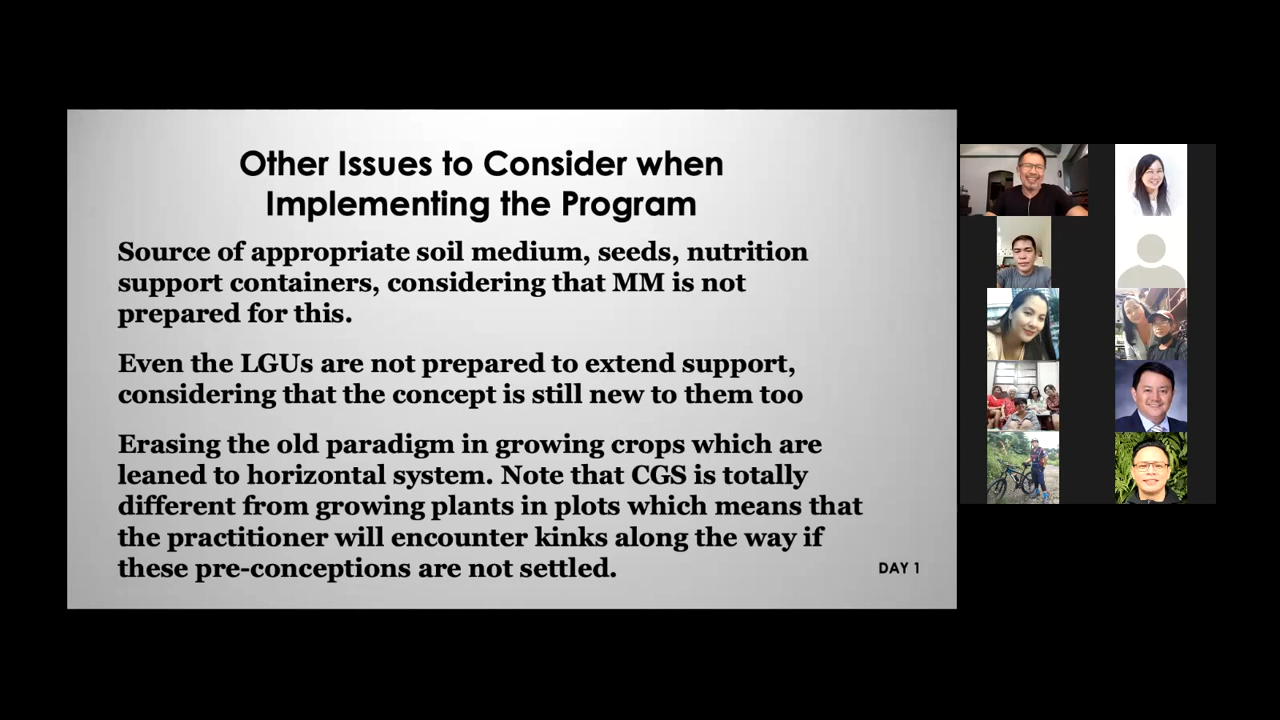 Other Issues to Consider when
Implementing the Program
Source of appropriate soil medium, seeds, nutrition
support containers, considering that MM is not
prepared for this.
Even the LGUs are not prepared to extend support,
considering that the concept is still new to them too
Erasing the old paradigm in growing crops which are
leaned to horizontal system. Note that CGS is totally
different from growing plants in plots which means that
the practitioner will encounter kinks along the way if
these pre-conceptions are not settled.
DAY 1